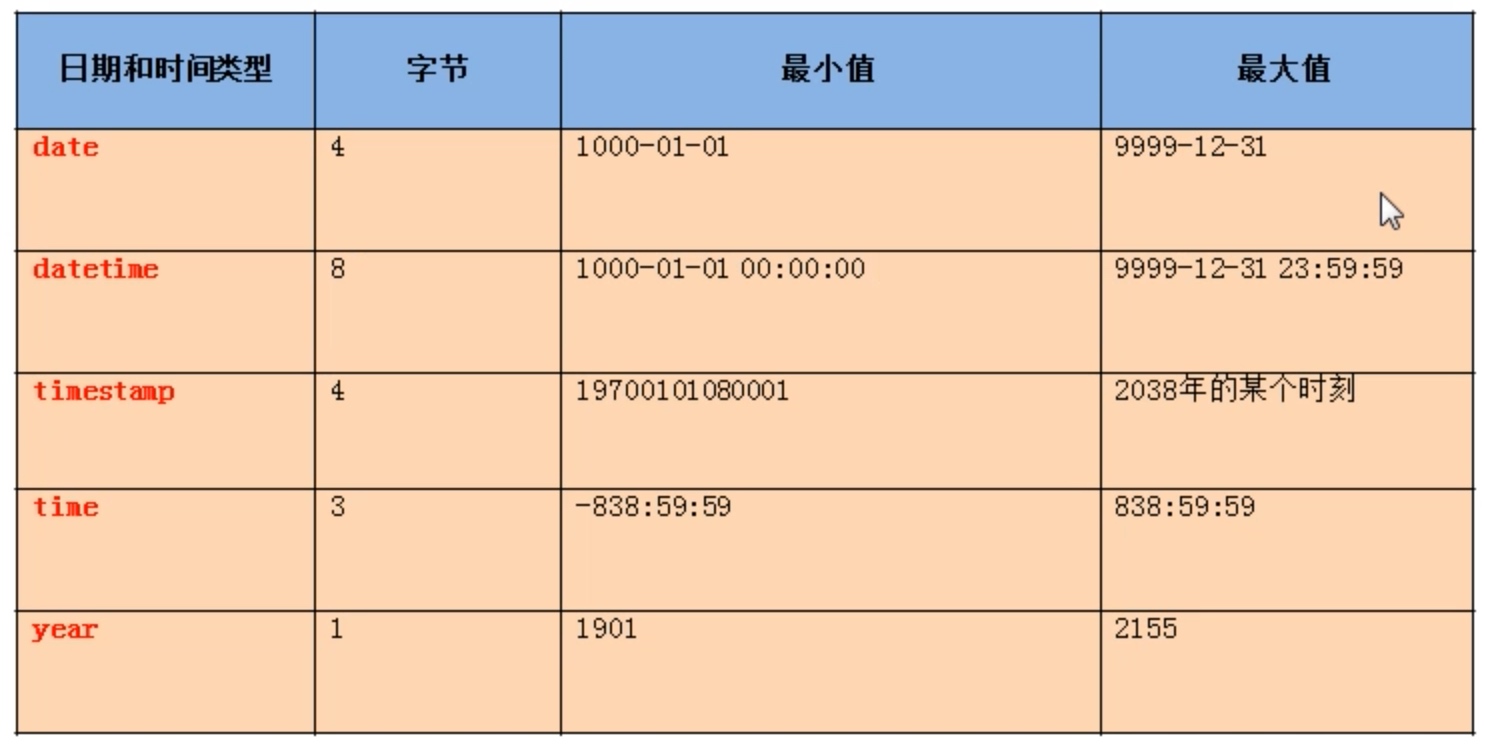 日期和时间类型 字节 最小值 最大值
date 4 1000-01-01 9999-12-31
datetime 8 1000-01-01 00:00:00 9999-12-31 23:59:59
timestamp 4 19700101080001 2038年的某个时刻
time 3 -838:59:59 838:59:59
year 1 1901 2155